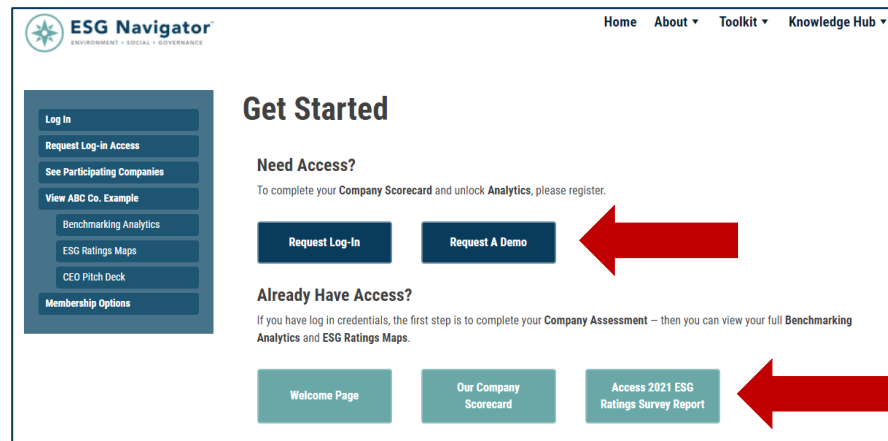 ESG Navigator™
ENVIRONMENT • SOCIAL • GOVERNANCE
Home About ▾ Toolkit ▾ Knowledge Hub ▾
Log In
Request Log-in Access
See Participating Companies
View ABC Co. Example
Benchmarking Analytics
ESG Ratings Maps
CEO Pitch Deck
Membership Options
Get Started
Need Access?
To complete your Company Scorecard and unlock Analytics, please register.
Request Log-In
Request A Demo
Already Have Access?
If you have log in credentials, the first step is to complete your Company Assessment — then you can view your full Benchmarking
Analytics and ESG Ratings Maps.
Welcome Page
Our Company
Scorecard
Access 2021 ESG
Ratings Survey Report